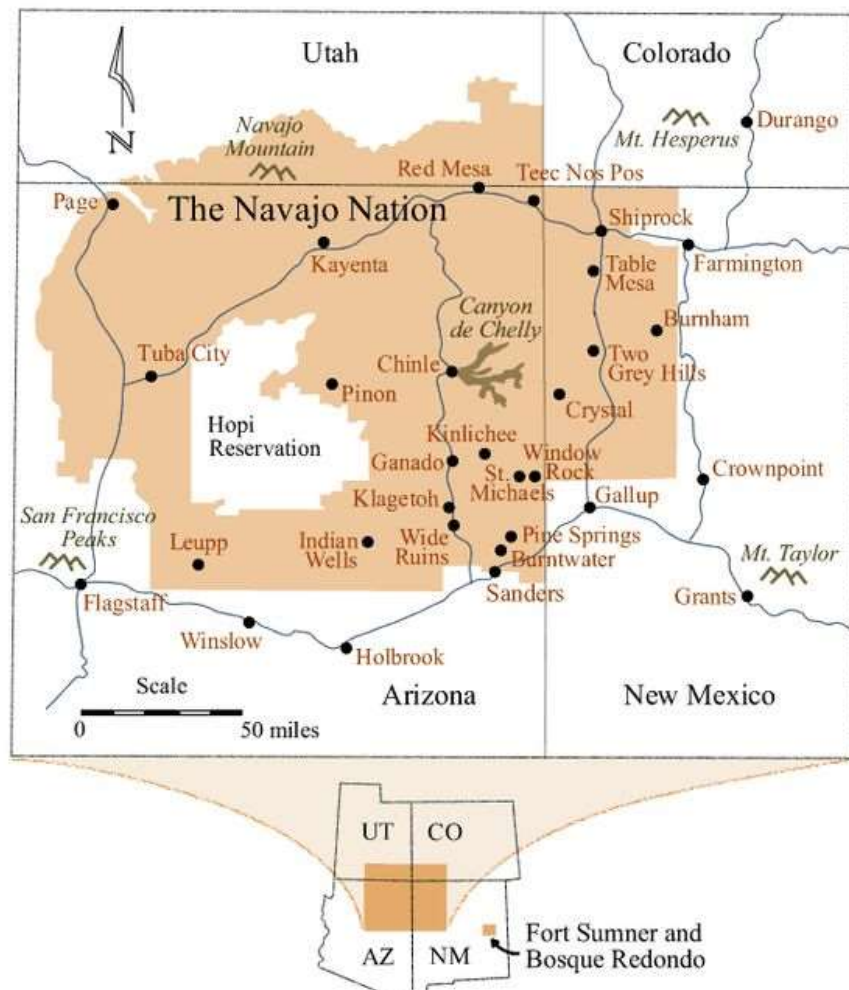 Utah
Colorado
N
Navajo
Mountain
Mt. Hesperus
Durango
Red Mesa
Teec Nos Pos
Page
The Navajo Nation
Shiprock
Kayenta
Table
Mesa
Farmington
Canyon
de Chelly
Burnham
Tuba City
Chinle
Two
Grey Hills
Pinon
Crystal
Hopi
Reservation
Kinlichee
Ganado
St.
Michaels
Window
Rock
Crownpoint
Klagetoh
Gallup
San Francisco
Peaks
Leupp
Indian
Wells
Wide
Ruins
Pine Springs
Burntwater
Mt. Taylor
Sanders
Flagstaff
Grants
Winslow
Holbrook
Scale
0
50 miles
Arizona
New Mexico
UT
CO
AZ
NM
Fort Sumner and
Bosque Redondo